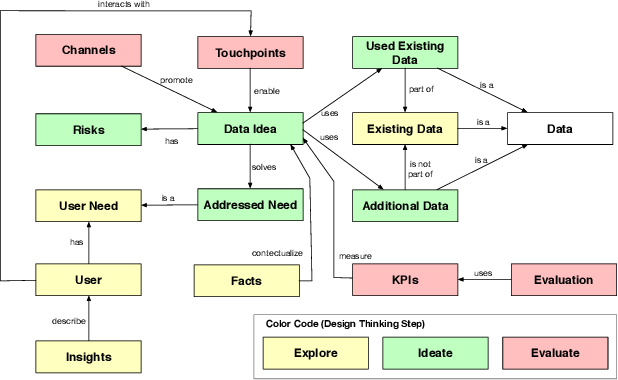 interacts with
Channels
Touchpoints
Used Existing
Data
promote
enable
part of
is a
uses
Risks
has
Data Idea
Existing Data
is a
Data
uses
solves
is not
part of
is a
User Need
is a
Addressed Need
Additional Data
has
contectualize
measure
User
Facts
KPIs
uses
Evaluation
describe
Insights
Color Code (Design Thinking Step)
Explore
Ideate
Evaluate